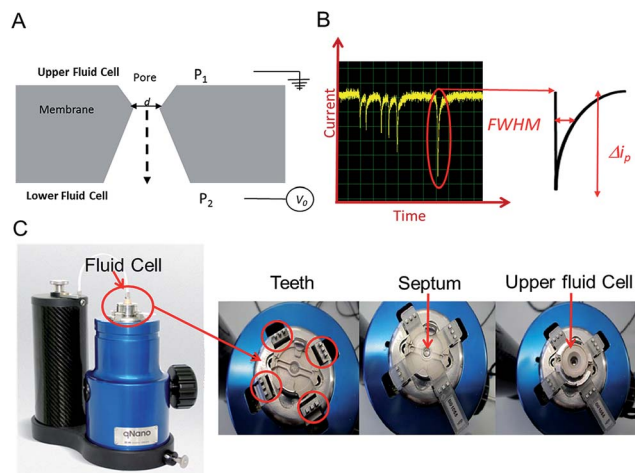 A
Upper Fluid Cell
Pore
P1
Membrane
d
Lower Fluid Cell
P2
V0
B
Current
Time
FWHM
Δip
C
Fluid Cell
qNano
Teeth
Septum
Upper fluid Cell